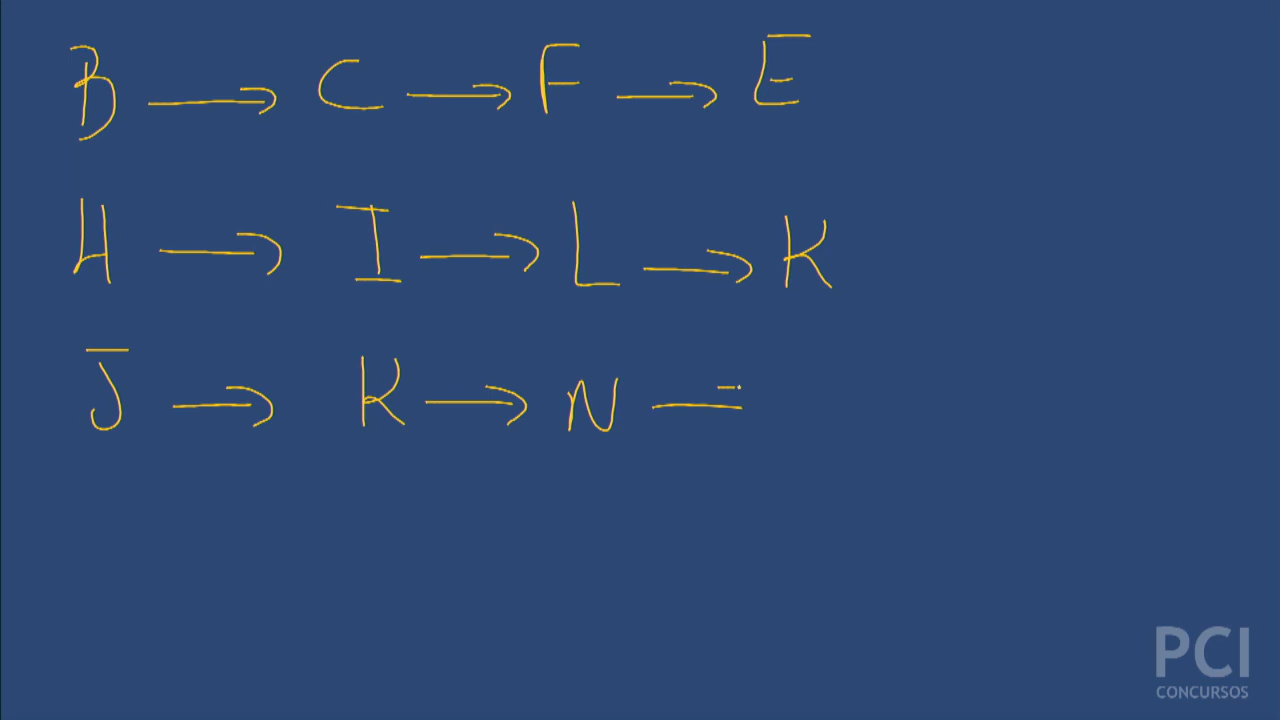 B → C → F → E
H → I → L → K
J → K → N
PCI
CONCURSOS